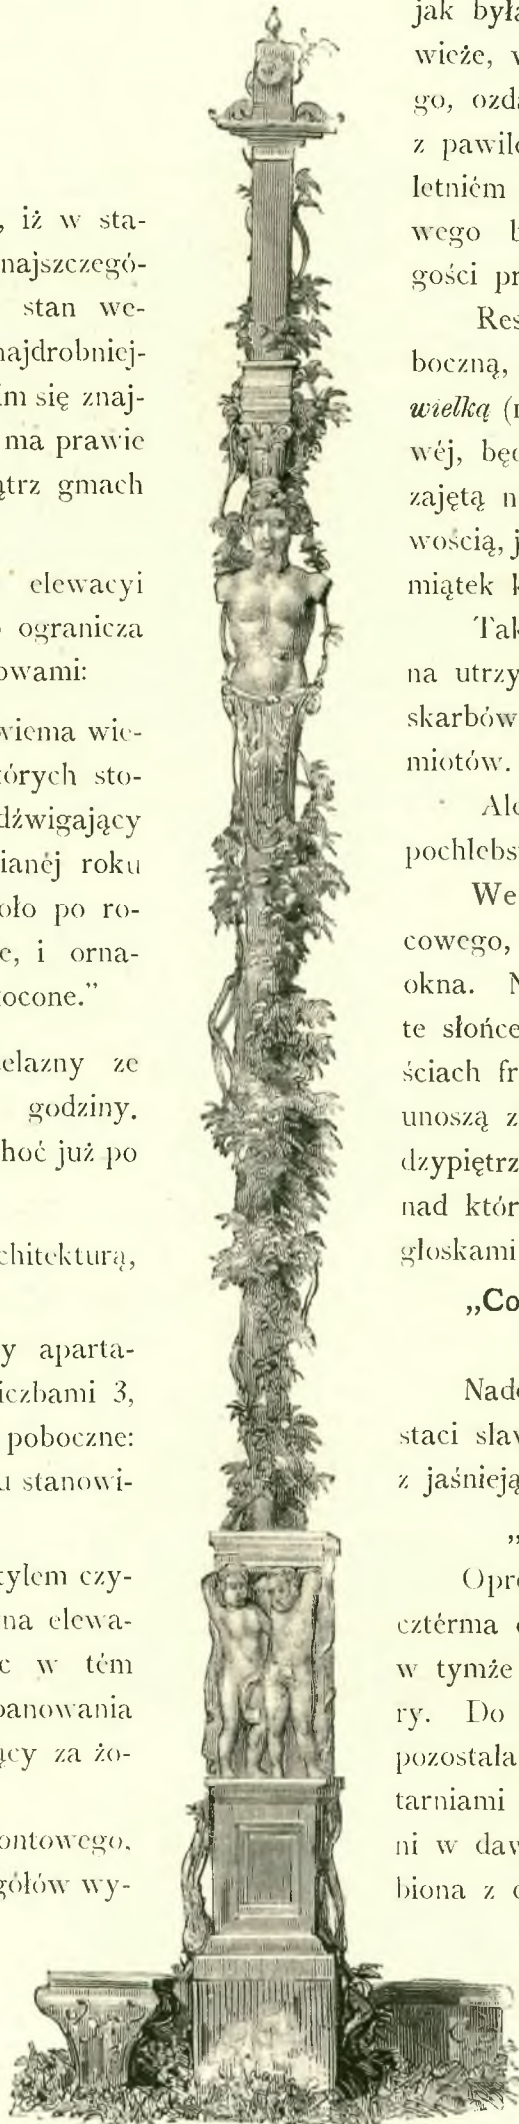 , iż w sta-
najszczegó-
stan we-
najdrobniej-
im się znaj-
ma prawie
ątrz gmach
elewacyi
ogranicza
owami:
wiema wie-
tórych sto-
dźwigający
ianéj roku
oło po ro-
e, i orna-
ocone.”
elazny ze
godziny.
hoć już po
chitekturą,
y aparta-
iczbami 3,
poboczne:
u stanowi-
tylem czy-
na elewa-
c w tém
panowania
ący za żo-
ontowego,
gółów wy-
jak była
wieże, w
go, ozda
z pawilo
letniém
wego b
gości pr
Res
boczną,
wielką (
wéj, będ
zajętą n
wością, j
miątek k
Tak
na utrzy
skarbów
miotów.
Ale
pochlebs
We
cowego,
okna. N
te słońce
ściach fr
unoszą z
dzypiętrz
nad któr
głoskami
„Co
Nade
staci sław
z jaśnieją
„
Opró
cztérma
w tymże
ry. Do
pozostała
tarniami
ni w daw
biona z